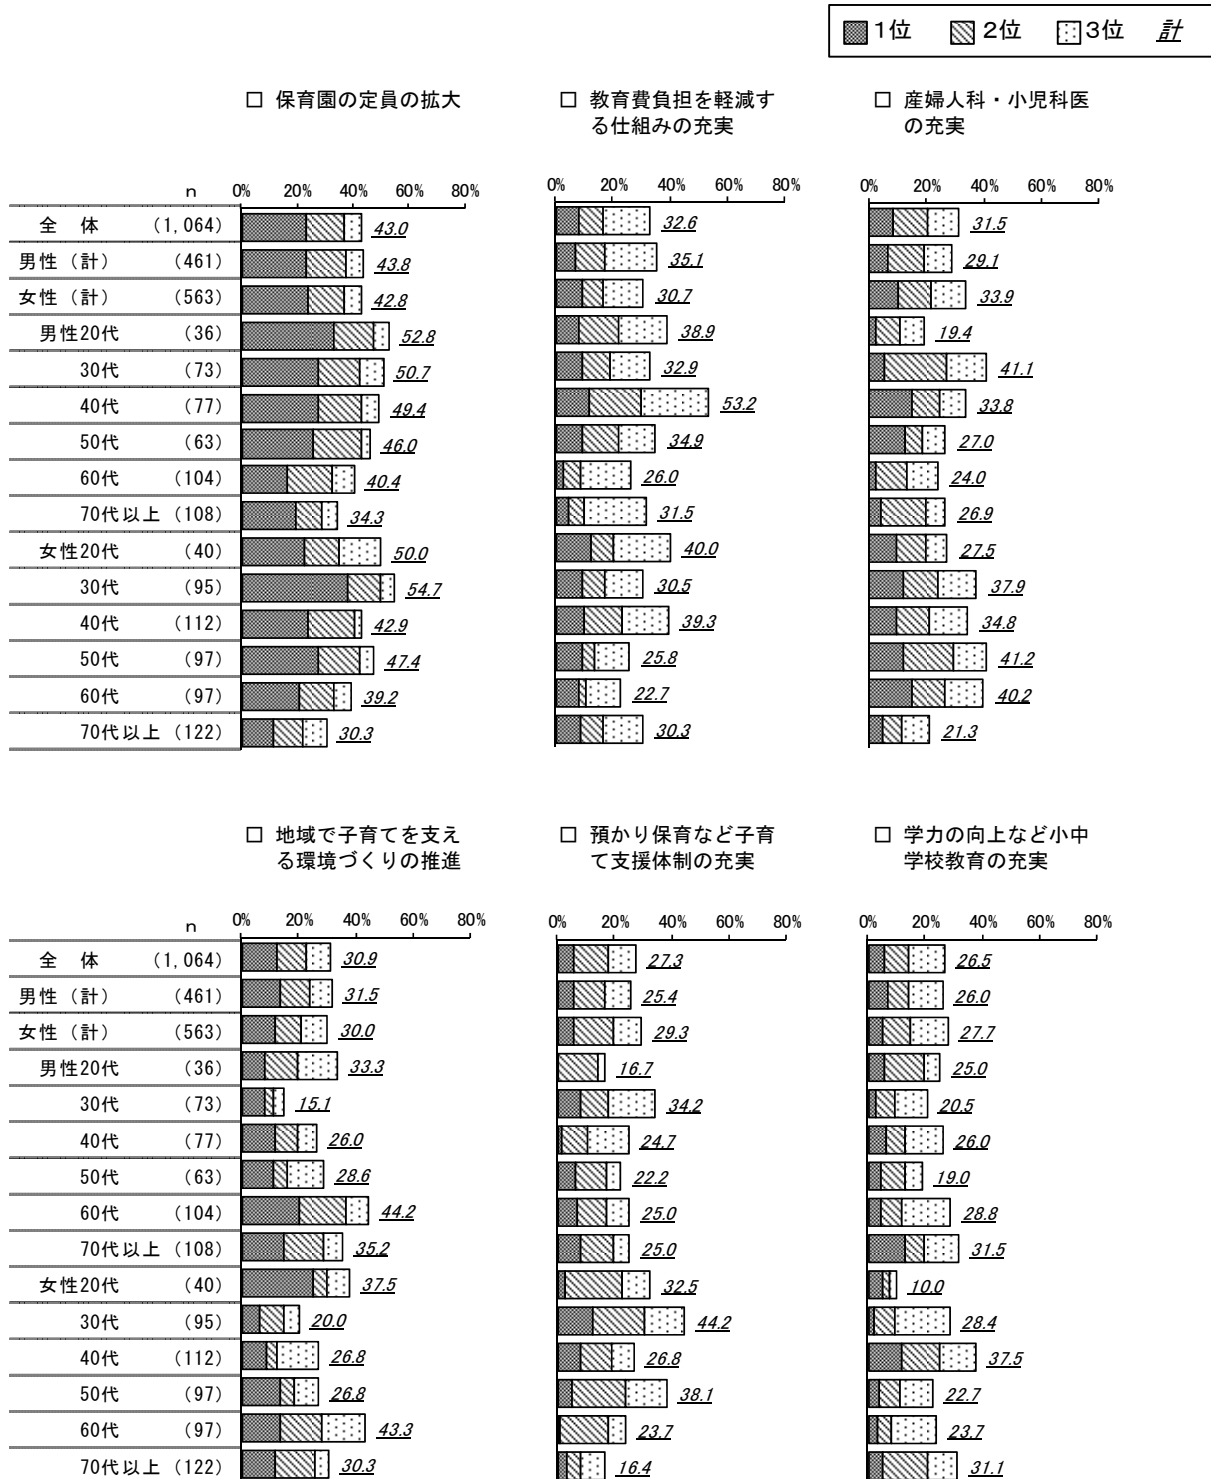 1位 2位 3位 計
□ 保育園の定員の拡大
□ 教育費負担を軽減す
る仕組みの充実
□ 産婦人科・小児科医
の充実
n 0% 20% 40% 60% 80% 0% 20% 40% 60% 80% 0% 20% 40% 60% 80%
全 体 (1,064) 43.0 32.6 31.5
男性(計) (461) 43.8 35.1 29.1
女性(計) (563) 42.8 30.7 33.9
男性20代 (36) 52.8 38.9 19.4
30代 (73) 50.7 32.9 41.1
40代 (77) 49.4 53.2 33.8
50代 (63) 46.0 34.9 27.0
60代 (104) 40.4 26.0 24.0
70代以上 (108) 34.3 31.5 26.9
女性20代 (40) 50.0 40.0 27.5
30代 (95) 54.7 30.5 37.9
40代 (112) 42.9 39.3 34.8
50代 (97) 47.4 25.8 41.2
60代 (97) 39.2 22.7 40.2
70代以上 (122) 30.3 30.3 21.3
□ 地域で子育てを支え
る環境づくりの推進
□ 預かり保育など子育
て支援体制の充実
□ 学力の向上など小中
学校教育の充実
n 0% 20% 40% 60% 80% 0% 20% 40% 60% 80% 0% 20% 40% 60% 80%
全 体 (1,064) 30.9 27.3 26.5
男性(計) (461) 31.5 25.4 26.0
女性(計) (563) 30.0 29.3 27.7
男性20代 (36) 33.3 16.7 25.0
30代 (73) 15.1 34.2 20.5
40代 (77) 26.0 24.7 26.0
50代 (63) 28.6 22.2 19.0
60代 (104) 44.2 25.0 28.8
70代以上 (108) 35.2 25.0 31.5
女性20代 (40) 37.5 32.5 10.0
30代 (95) 20.0 44.2 28.4
40代 (112) 26.8 26.8 37.5
50代 (97) 26.8 38.1 22.7
60代 (97) 43.3 23.7 23.7
70代以上 (122) 30.3 16.4 31.1